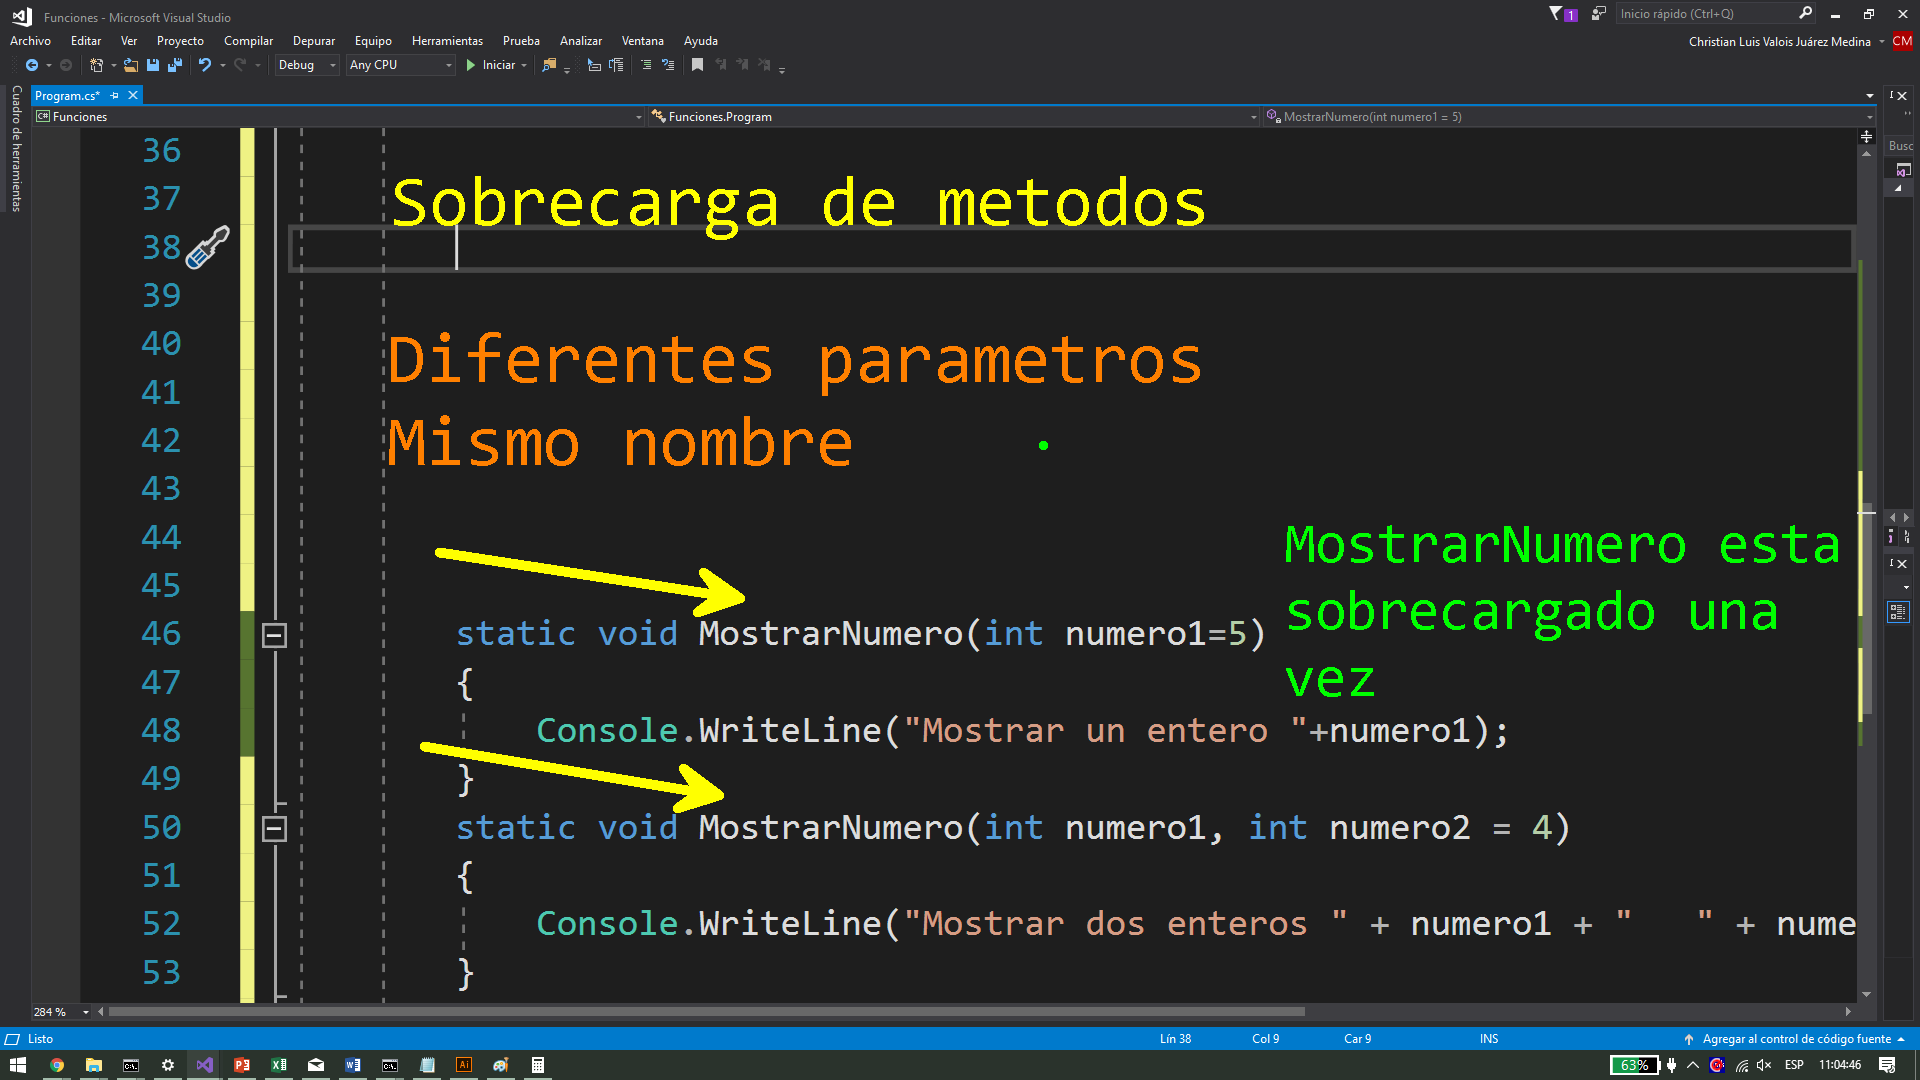 Funciones - Microsoft Visual Studio
1
Inicio rápido (Ctrl+Q)
Archivo Editar Ver Proyecto Compilar Depurar Equipo Herramientas Prueba Analizar Ventana Ayuda
Christian Luis Valois Juárez Medina CM
Debug Any CPU Iniciar
Cuadro de herramientas
Program.cs*
C# Funciones Funciones.Program MostrarNumero(int numero1 = 5)
Busc
36
37 Sobrecarga de metodos
38
39
40 Diferentes parametros
41
42 Mismo nombre
43
44 MostrarNumero esta
45 sobrecargado una
vez
46 static void MostrarNumero(int numero1=5)
47 {
48 Console.WriteLine("Mostrar un entero "+numero1);
49 }
50 static void MostrarNumero(int numero1, int numero2 = 4)
51 {
52 Console.WriteLine("Mostrar dos enteros " + numero1 + "   " + nume
53 }
284 %
Listo Lín 38 Col 9 Car 9 INS Agregar al control de código fuente
63% ESP 11:04:46